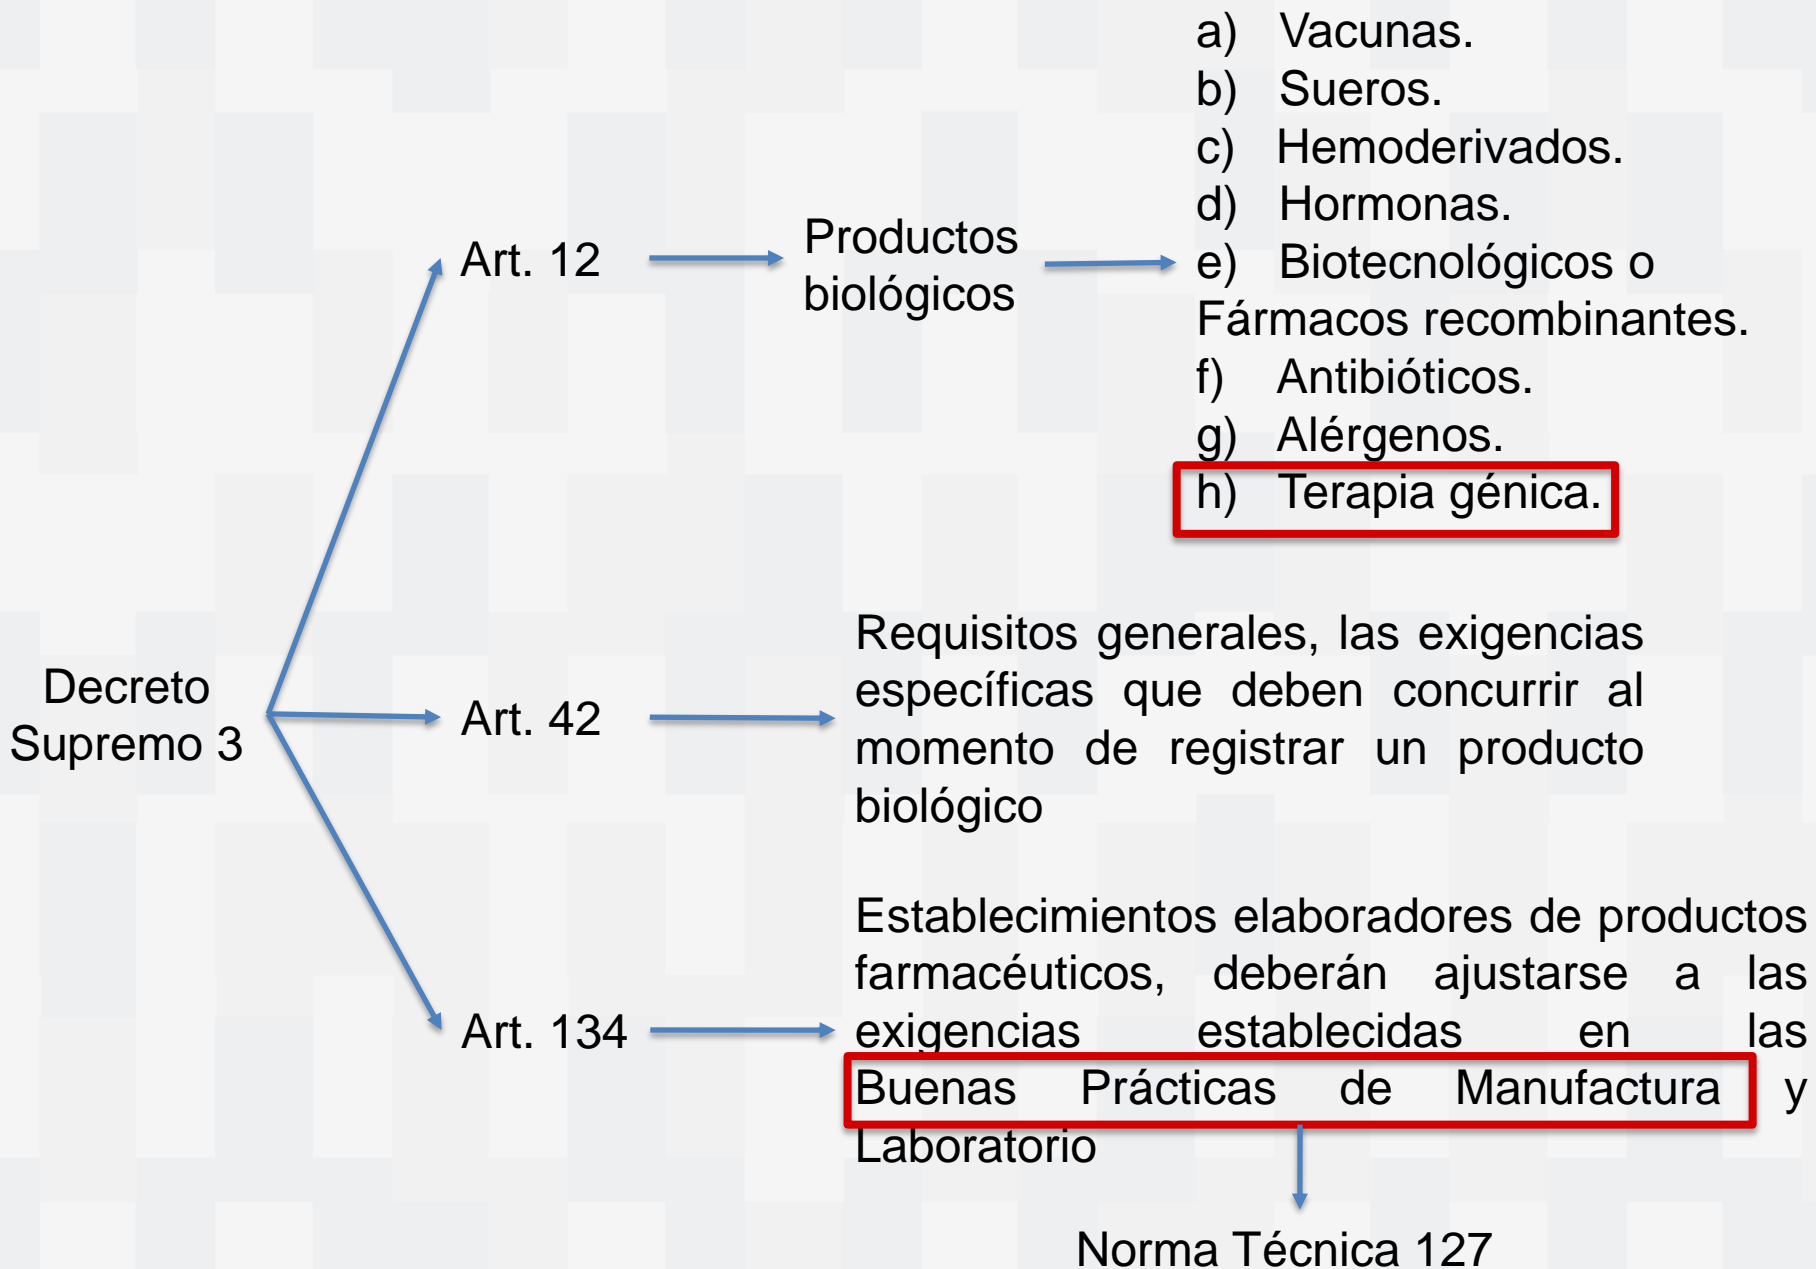 Decreto
Supremo 3
Art. 12
Productos
biológicos
a) Vacunas.
b) Sueros.
c) Hemoderivados.
d) Hormonas.
e) Biotecnológicos o
Fármacos recombinantes.
f) Antibióticos.
g) Alérgenos.
h) Terapia génica.
Art. 42
Requisitos generales, las exigencias
específicas que deben concurrir al
momento de registrar un producto
biológico
Art. 134
Establecimientos elaboradores de productos
farmacéuticos, deberán ajustarse a las
exigencias establecidas en las
Buenas Prácticas de Manufactura y
Laboratorio
Norma Técnica 127